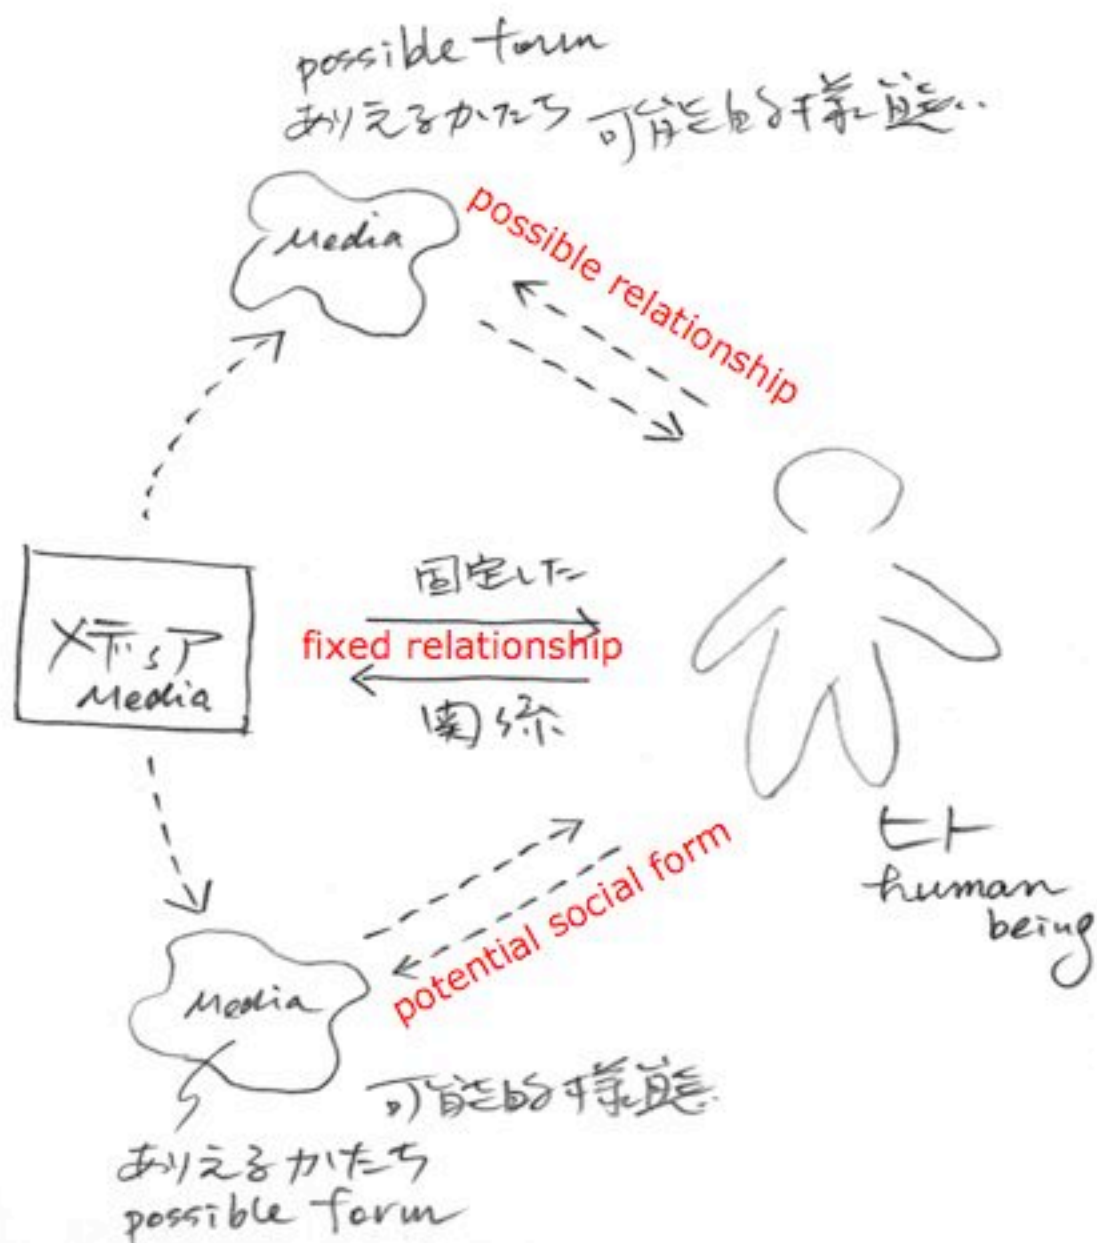 possible form
ありえるかたち 可能的様態
Media
possible relationship
固定した
fixed relationship
関係
メディア
Media
ヒト
human
being
potential social form
Media
可能的様態
ありえるかたち
possible form